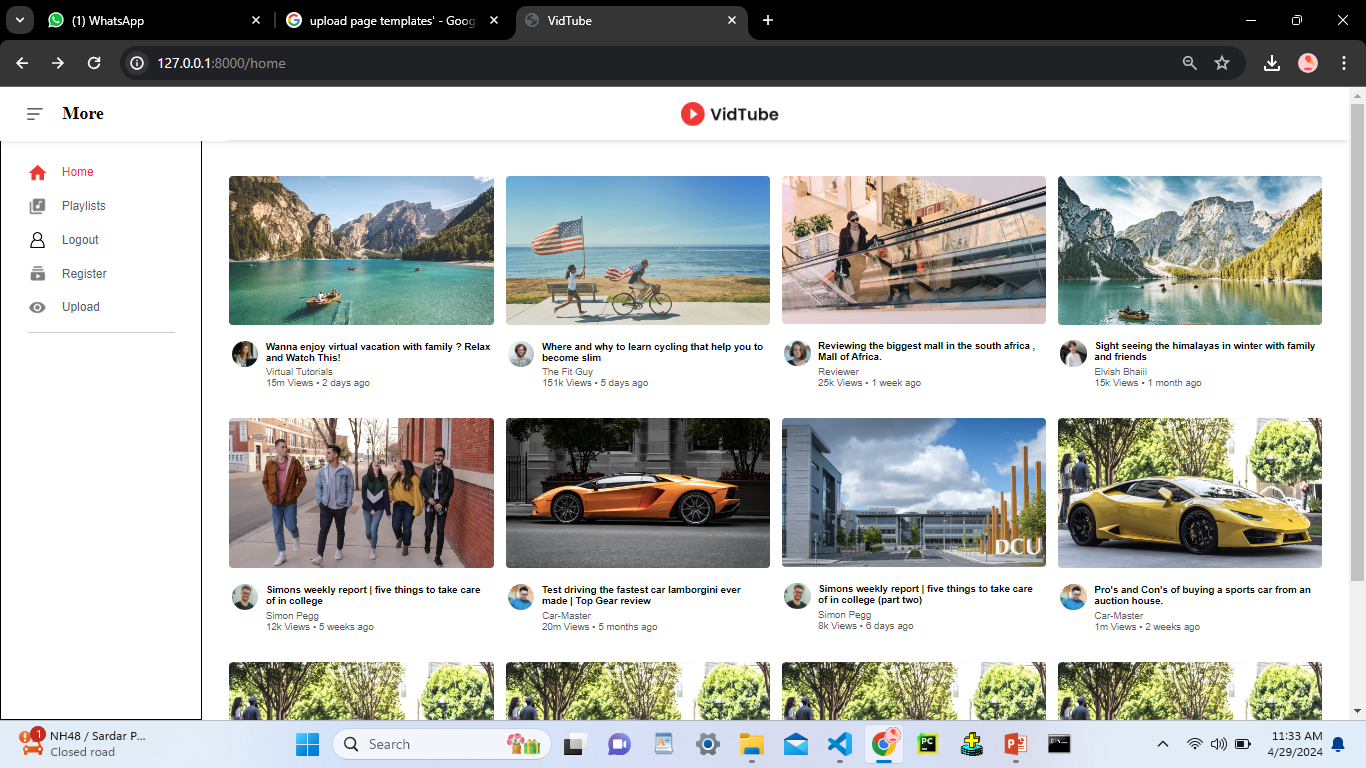 (1) WhatsApp
upload page templates' - Goog
VidTube
127.0.0.1:8000/home
More
VidTube
Home
Playlists
Logout
Register
Upload
Wanna enjoy virtual vacation with family ? Relax
and Watch This!
Virtual Tutorials
15m Views • 2 days ago
Where and why to learn cycling that help you to
become slim
The Fit Guy
151k Views • 5 days ago
Reviewing the biggest mall in the south africa ,
Mall of Africa.
Reviewer
25k Views • 1 week ago
Sight seeing the himalayas in winter with family
and friends
Elvish Bhaiii
15k Views • 1 month ago
DCU
Simons weekly report | five things to take care
of in college
Simon Pegg
12k Views • 5 weeks ago
Test driving the fastest car lamborgini ever
made | Top Gear review
Car-Master
20m Views • 5 months ago
Simons weekly report | five things to take care
of in college (part two)
Simon Pegg
8k Views • 6 days ago
Pro's and Con's of buying a sports car from an
auction house.
Car-Master
1m Views • 2 weeks ago
1
NH48 / Sardar P...
Closed road
Search
PC
11:33 AM
4/29/2024